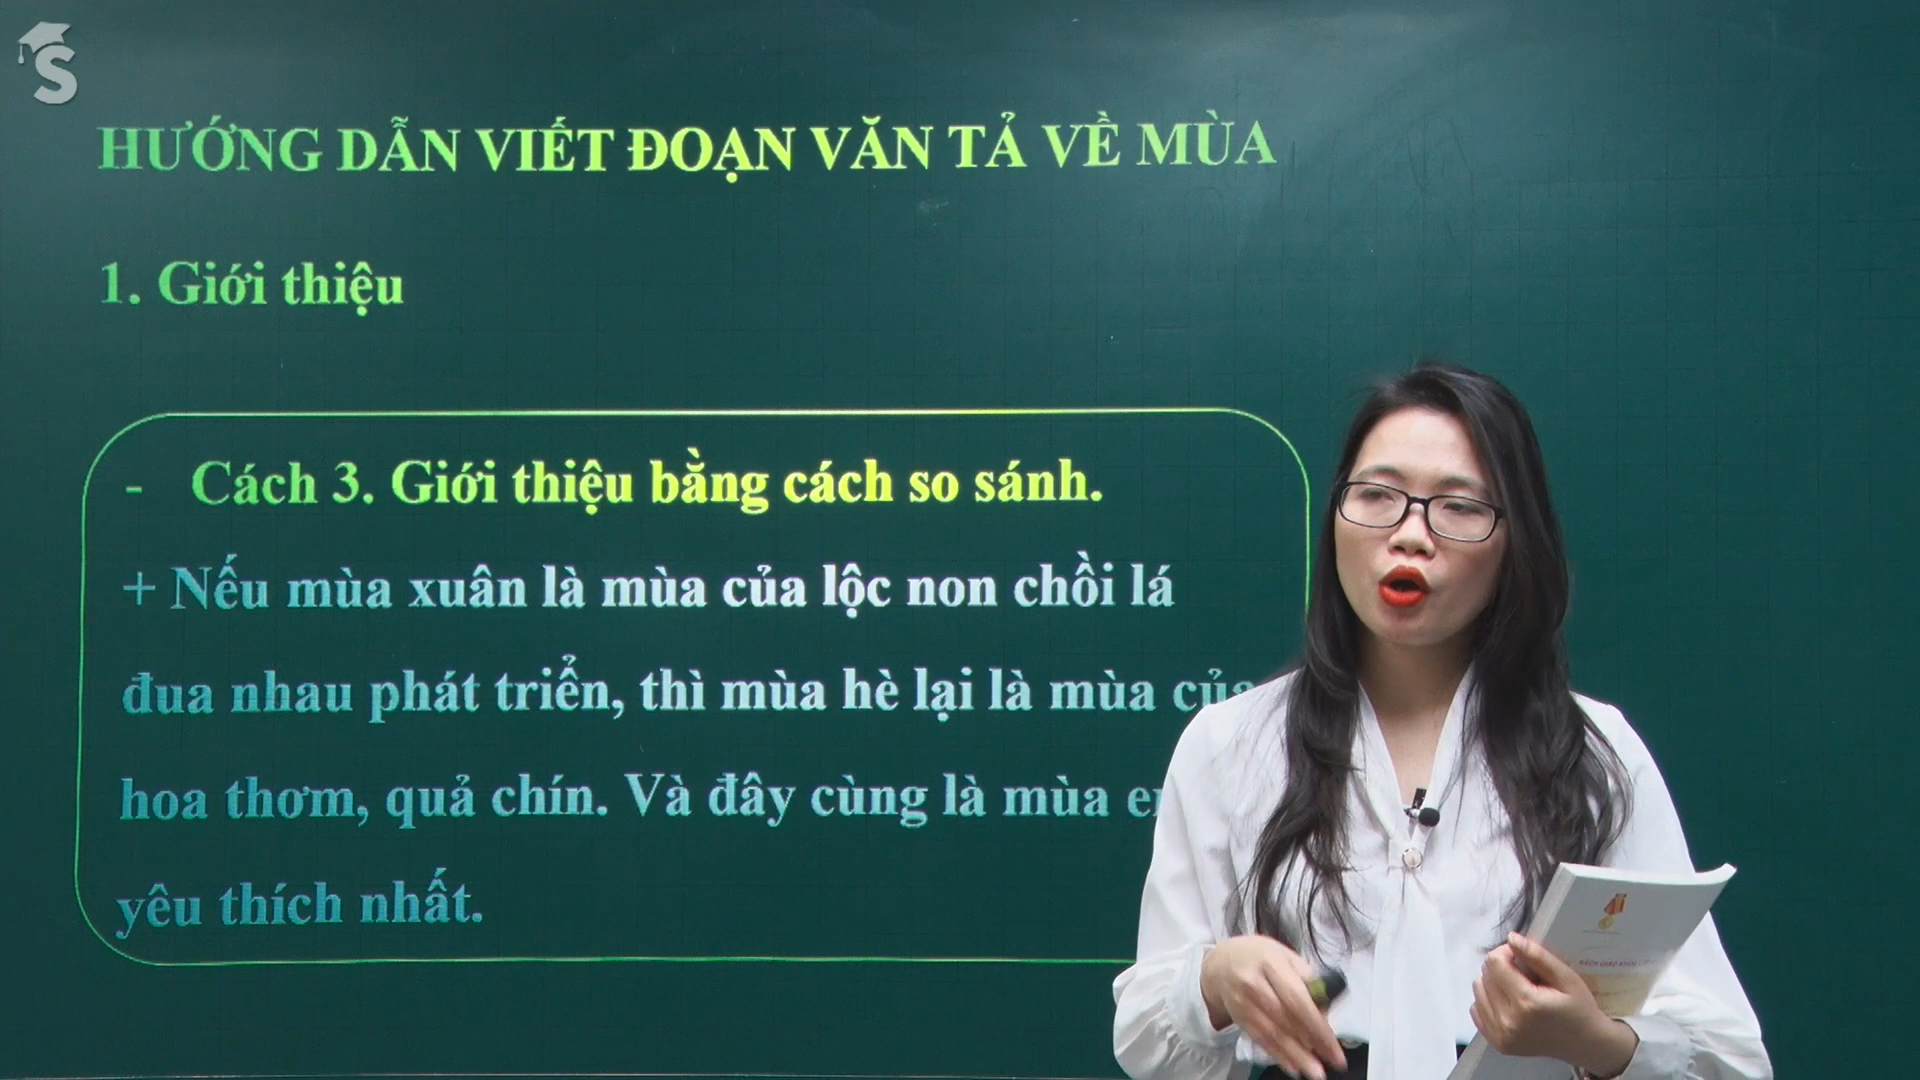 S
HƯỚNG DẪN VIẾT ĐOẠN VĂN TẢ VỀ MÙA
1. Giới thiệu
- Cách 3. Giới thiệu bằng cách so sánh.
+ Nếu mùa xuân là mùa của lộc non chồi lá
đua nhau phát triển, thì mùa hè lại là mùa của
hoa thơm, quả chín. Và đây cùng là mùa
yêu thích nhất.